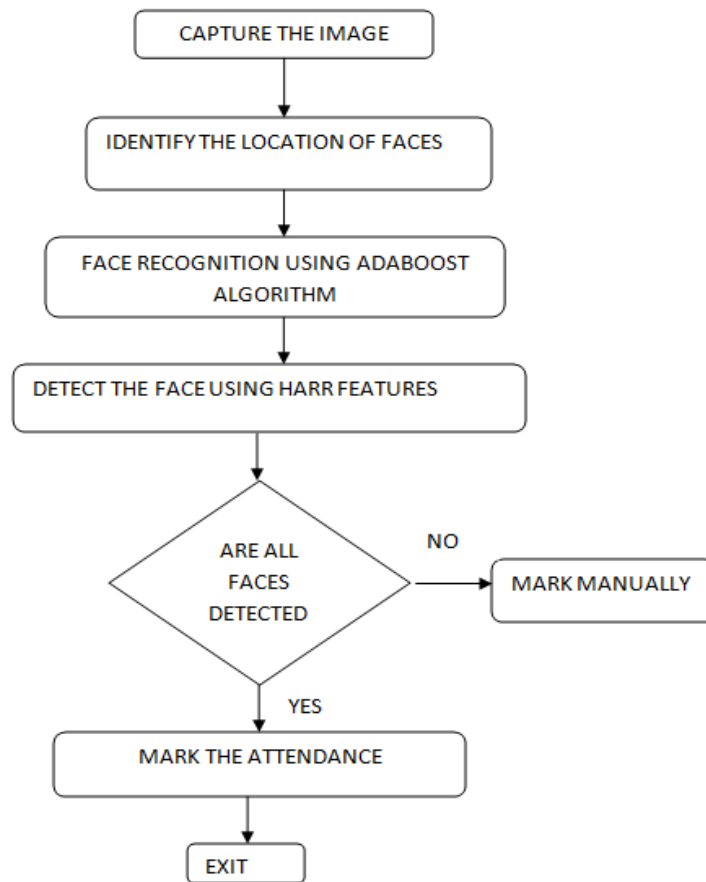 CAPTURE THE IMAGE
IDENTIFY THE LOCATION OF FACES
FACE RECOGNITION USING ADABOOST
ALGORITHM
DETECT THE FACE USING HARR FEATURES
ARE ALL
FACES
DETECTED
NO
MARK MANUALLY
YES
MARK THE ATTENDANCE
EXIT